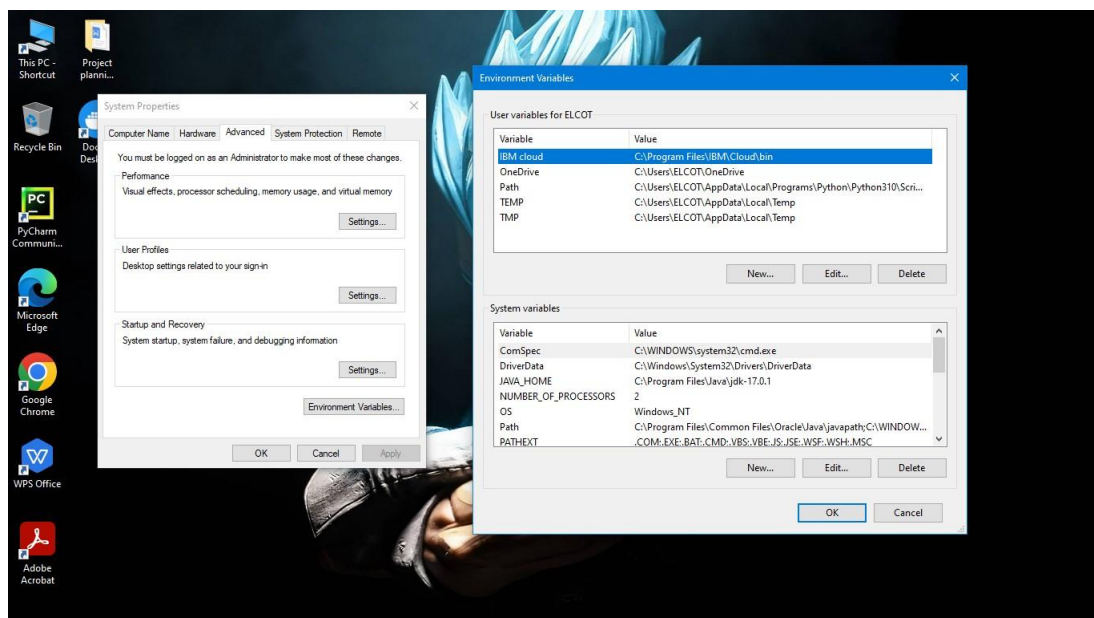 This PC -
Shortcut
Project
planni...
Recycle Bin
Doc
Desk
PC
PyCharm
Communi...
Microsoft
Edge
Google
Chrome
WPS Office
Adobe
Acrobat
System Properties
Computer Name Hardware Advanced System Protection Remote
You must be logged on as an Administrator to make most of these changes.
Performance
Visual effects, processor scheduling, memory usage, and virtual memory
Settings...
User Profiles
Desktop settings related to your sign-in
Settings...
Startup and Recovery
System startup, system failure, and debugging information
Settings...
Environment Variables...
OK Cancel Apply
Environment Variables
User variables for ELCOT
Variable Value
IBM cloud C:\Program Files\IBM\Cloud\bin
OneDrive C:\Users\ELCOT\OneDrive
Path C:\Users\ELCOT\AppData\Local\Programs\Python\Python310\Scri...
TEMP C:\Users\ELCOT\AppData\Local\Temp
TMP C:\Users\ELCOT\AppData\Local\Temp
New... Edit... Delete
System variables
Variable Value
ComSpec C:\WINDOWS\system32\cmd.exe
DriverData C:\Windows\System32\Drivers\DriverData
JAVA_HOME C:\Program Files\Java\jdk-17.0.1
NUMBER_OF_PROCESSORS 2
OS Windows_NT
Path C:\Program Files\Common Files\Oracle\Java\javapath;C:\WINDOW...
PATHEXT .COM;.EXE;.BAT;.CMD;.VBS;.VBE;.JS;.JSE;.WSF;.WSH;.MSC
New... Edit... Delete
OK Cancel